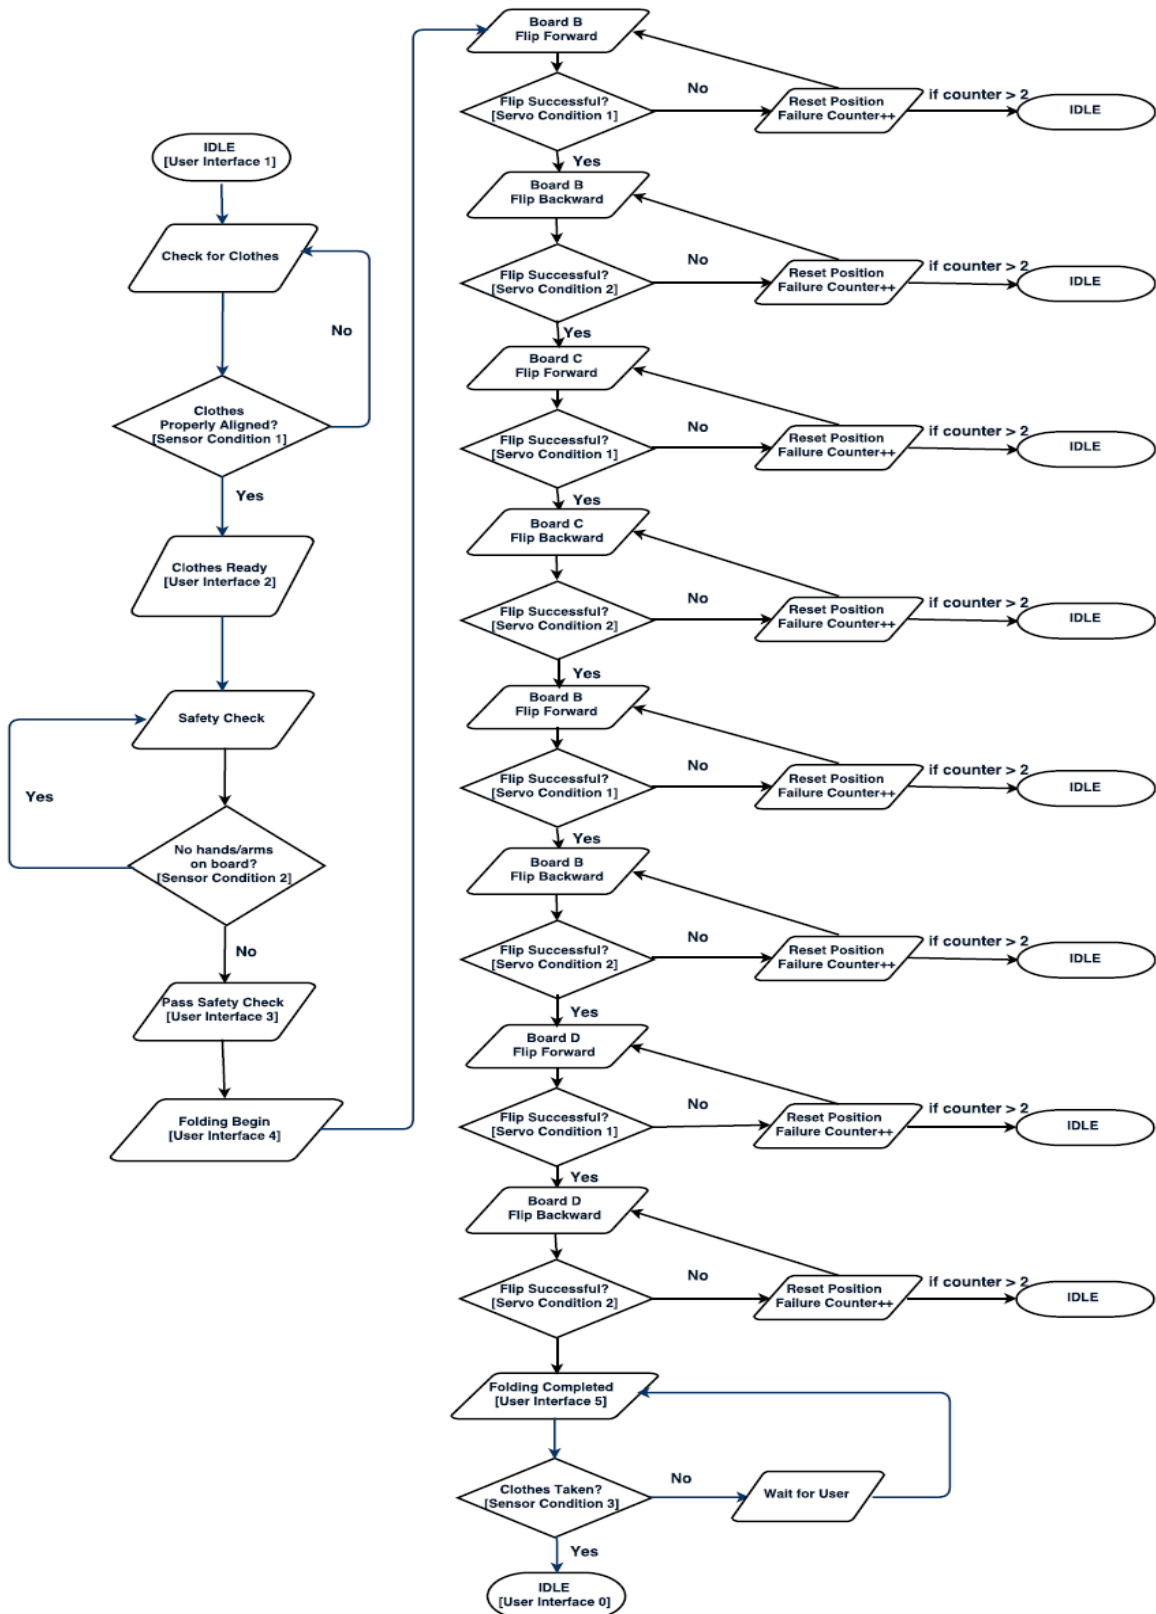 IDLE
[User Interface 1]
Check for Clothes
No
Clothes
Properly Aligned?
[Sensor Condition 1]
Yes
Clothes Ready
[User Interface 2]
Safety Check
Yes
No hands/arms
on board?
[Sensor Condition 2]
No
Pass Safety Check
[User Interface 3]
Folding Begin
[User Interface 4]
Board B
Flip Forward
Flip Successful?
[Servo Condition 1]
No
Reset Position
Failure Counter++
if counter > 2
IDLE
Yes
Board B
Flip Backward
Flip Successful?
[Servo Condition 2]
No
Reset Position
Failure Counter++
if counter > 2
IDLE
Yes
Board C
Flip Forward
Flip Successful?
[Servo Condition 1]
No
Reset Position
Failure Counter++
if counter > 2
IDLE
Yes
Board C
Flip Backward
Flip Successful?
[Servo Condition 2]
No
Reset Position
Failure Counter++
if counter > 2
IDLE
Yes
Board B
Flip Forward
Flip Successful?
[Servo Condition 1]
No
Reset Position
Failure Counter++
if counter > 2
IDLE
Yes
Board B
Flip Backward
Flip Successful?
[Servo Condition 2]
No
Reset Position
Failure Counter++
if counter > 2
IDLE
Yes
Board D
Flip Forward
Flip Successful?
[Servo Condition 1]
No
Reset Position
Failure Counter++
if counter > 2
IDLE
Yes
Board D
Flip Backward
Flip Successful?
[Servo Condition 2]
No
Reset Position
Failure Counter++
if counter > 2
IDLE
Folding Completed
[User Interface 5]
Clothes Taken?
[Sensor Condition 3]
No
Wait for User
Yes
IDLE
[User Interface 0]